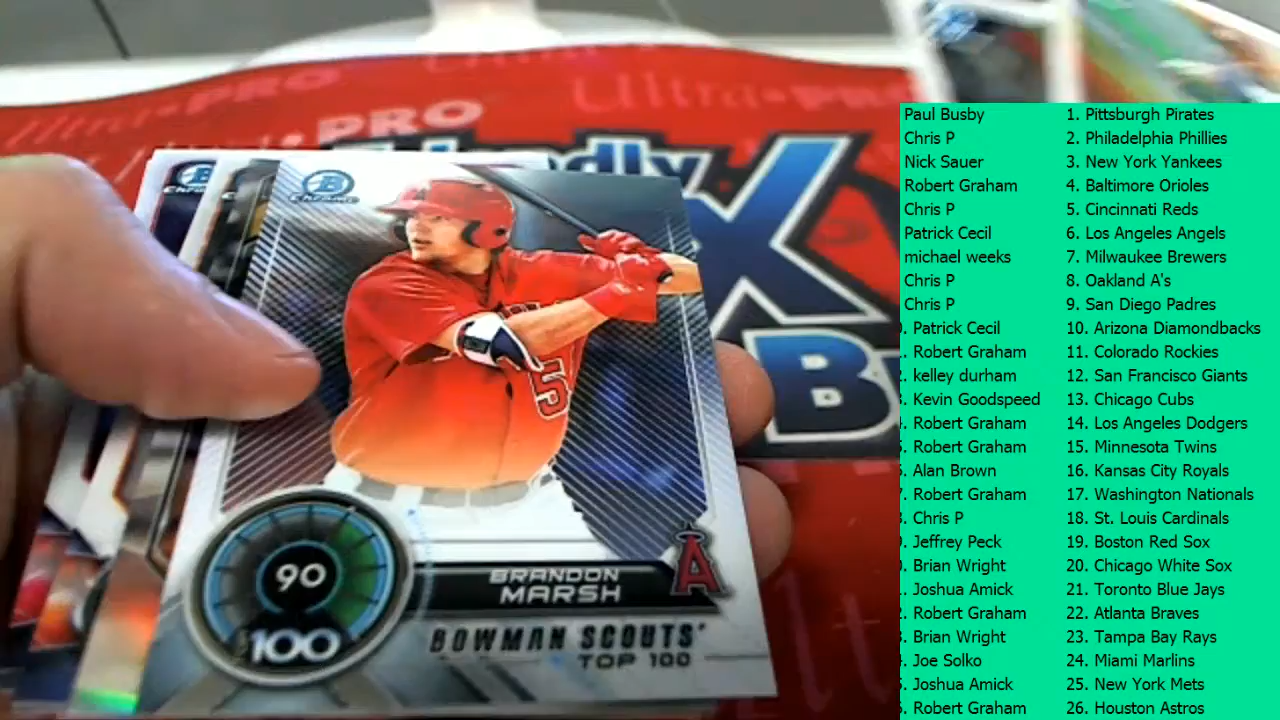 Ultra•PRO
Ultra•PRO
PRO
X
B
B
Chrome
B
Chrome
A
5
90
100
BRANDON
MARSH
A
BOWMAN SCOUTS'
TOP 100
Paul Busby 1. Pittsburgh Pirates
Chris P 2. Philadelphia Phillies
Nick Sauer 3. New York Yankees
Robert Graham 4. Baltimore Orioles
Chris P 5. Cincinnati Reds
Patrick Cecil 6. Los Angeles Angels
michael weeks 7. Milwaukee Brewers
Chris P 8. Oakland A's
Chris P 9. San Diego Padres
. Patrick Cecil 10. Arizona Diamondbacks
. Robert Graham 11. Colorado Rockies
. kelley durham 12. San Francisco Giants
. Kevin Goodspeed 13. Chicago Cubs
. Robert Graham 14. Los Angeles Dodgers
. Robert Graham 15. Minnesota Twins
. Alan Brown 16. Kansas City Royals
. Robert Graham 17. Washington Nationals
. Chris P 18. St. Louis Cardinals
. Jeffrey Peck 19. Boston Red Sox
. Brian Wright 20. Chicago White Sox
. Joshua Amick 21. Toronto Blue Jays
. Robert Graham 22. Atlanta Braves
. Brian Wright 23. Tampa Bay Rays
. Joe Solko 24. Miami Marlins
. Joshua Amick 25. New York Mets
. Robert Graham 26. Houston Astros